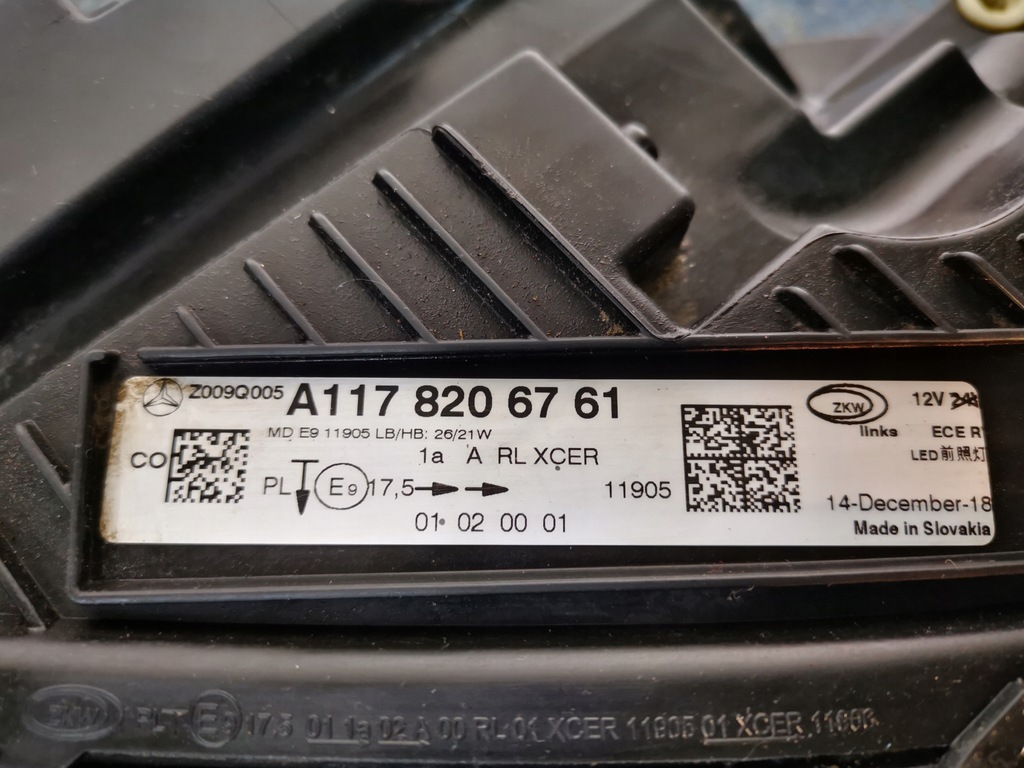 Z009Q005 A117 820 67 61
MD E9 11905 LB/HB: 26/21W
1a A RL XCER
CO
PL E9 17,5 11905
01 02 00 01
ZKW
links
12V
ECE
LED前照灯
14-December-18
Made in Slovakia
ZKW E9 17.5 01 1a 02 A 00 RL 01 XCER 11905 01 XCER